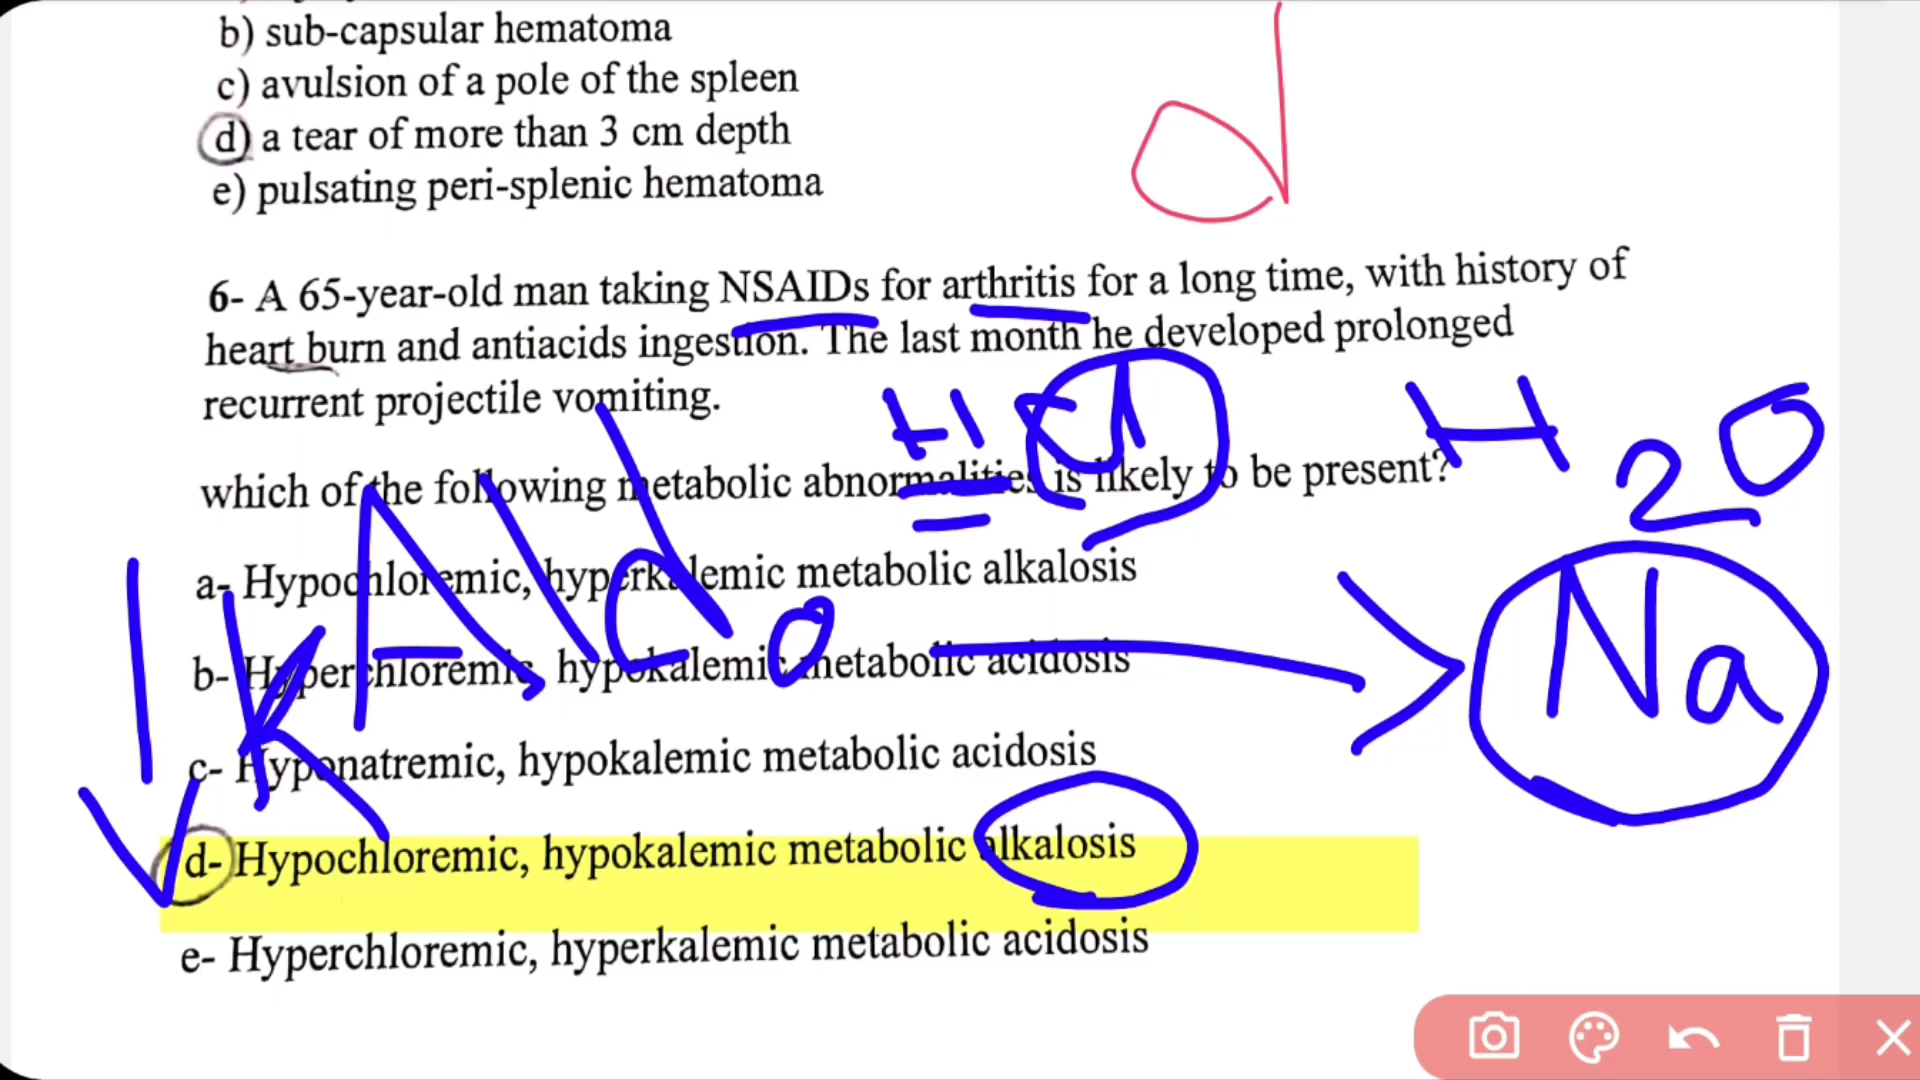 b) sub-capsular hematoma
c) avulsion of a pole of the spleen
d) a tear of more than 3 cm depth
e) pulsating peri-splenic hematoma
d
6- A 65-year-old man taking NSAIDs for arthritis for a long time, with history of
heart burn and antiacids ingestion. The last month he developed prolonged
recurrent projectile vomiting.
HCl
H2O
which of the following metabolic abnormalities is likely to be present?
a- Hypochloremic, hyperkalemic metabolic alkalosis
Aldo
Na
K
b- Hyperchloremic, hypokalemic metabolic acidosis
c- Hyponatremic, hypokalemic metabolic acidosis
d- Hypochloremic, hypokalemic metabolic alkalosis
e- Hyperchloremic, hyperkalemic metabolic acidosis